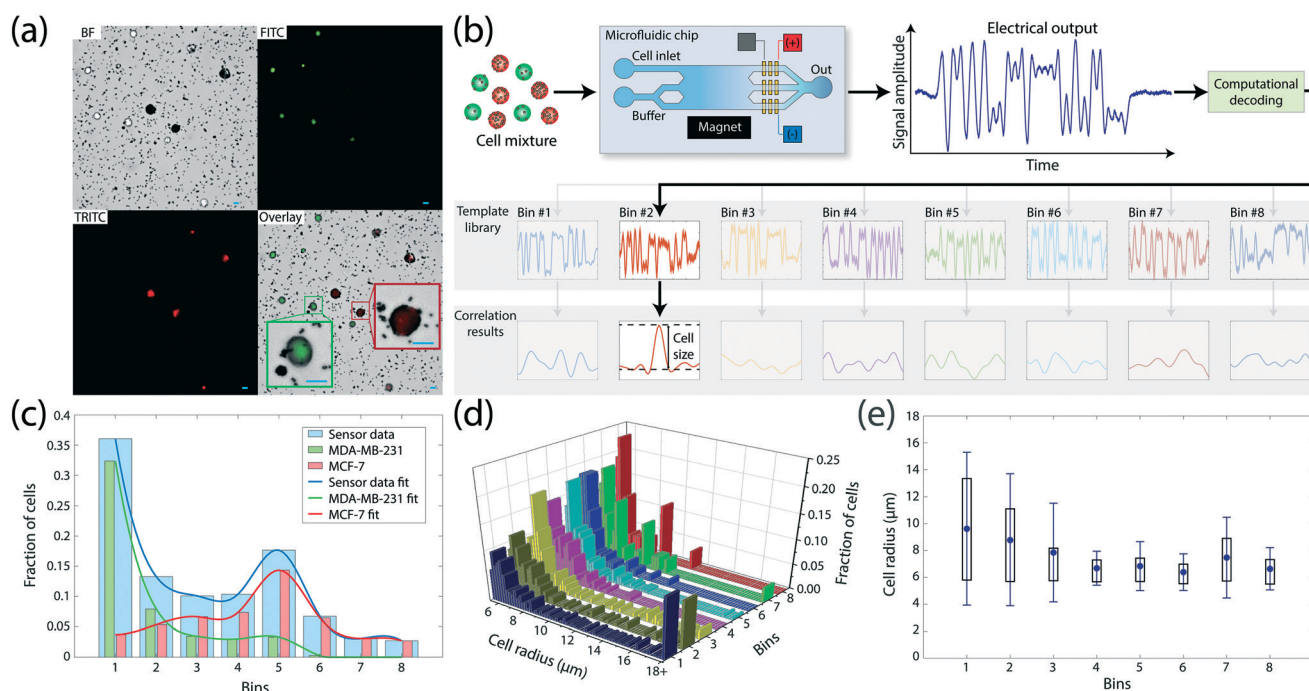 (a)
BF
FITC
TRITC
Overlay
(b)
Microfluidic chip
Cell inlet
Buffer
Magnet
(+)
(-)
Out
Cell mixture
Electrical output
Signal amplitude
Time
Computational
decoding
Template
library
Bin #1
Bin #2
Bin #3
Bin #4
Bin #5
Bin #6
Bin #7
Bin #8
Correlation
results
Cell
size
(c)
0.4
0.35
0.3
0.25
0.2
0.15
0.1
0.05
0
Fraction of cells
Sensor data
MDA-MB-231
MCF-7
Sensor data fit
MDA-MB-231 fit
MCF-7 fit
1 2 3 4 5 6 7 8
Bins
(d)
0.25
0.20
0.15
0.10
0.05
0.00
Fraction of cells
6 8 10 12 14 16 18+
Cell radius (μm)
1 2 3 4 5 6 7 8
Bins
(e)
18
16
14
12
10
8
6
4
2
0
Cell radius (μm)
1 2 3 4 5 6 7 8
Bins